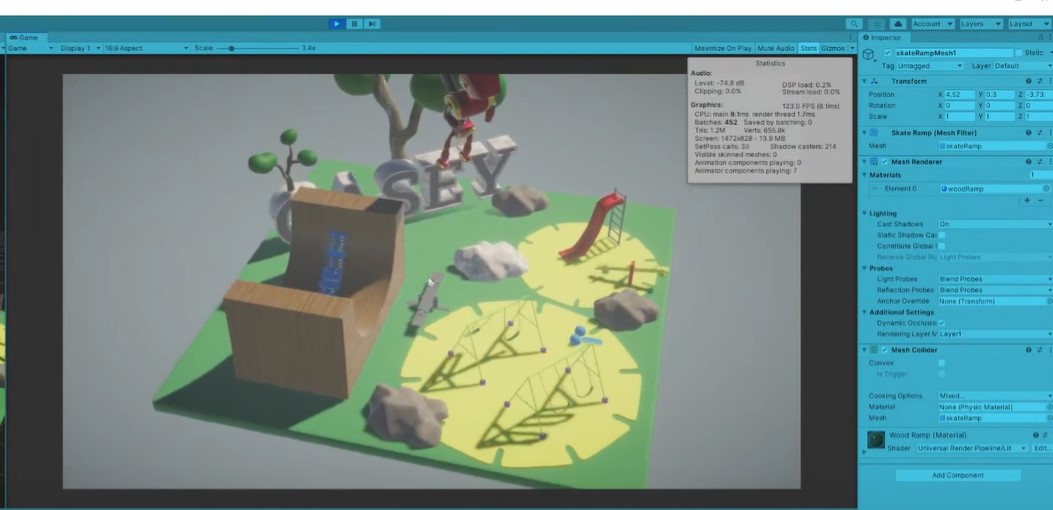 Account Layers Layout
Game
Game Display 1 16:9 Aspect Scale 1.4x Maximize On Play Mute Audio Stats Gizmos
Statistics
Audio:
Level: -74.8 dB DSP load: 0.2%
Clipping: 0.0% Stream load: 0.0%
Graphics: 123.0 FPS (8.1ms)
CPU: main 8.1ms render thread 1.7ms
Batches: 452 Saved by batching: 0
Tris: 1.2M Verts: 655.8k
Screen: 1472x828 - 13.9 MB
SetPass calls: 33 Shadow casters: 214
Visible skinned meshes: 0
Animation components playing: 0
Animator components playing: 7
CASEY
Inspector
skateRampMesh1 Static
Tag Untagged Layer Default
Transform
Position X 4.52 Y 0.3 Z -3.73
Rotation X 0 Y 0 Z 0
Scale X 1 Y 1 Z 1
Skate Ramp (Mesh Filter)
Mesh skateRamp
Mesh Renderer
Materials 1
Element 0 woodRamp
Lighting
Cast Shadows On
Static Shadow Cas
Contribute Global I
Receive Global Illu Light Probes
Probes
Light Probes Blend Probes
Reflection Probes Blend Probes
Anchor Override None (Transform)
Additional Settings
Dynamic Occlusio
Rendering Layer M Layer1
Mesh Collider
Convex
Is Trigger
Cooking Options Mixed...
Material None (Physic Material)
Mesh skateRamp
Wood Ramp (Material)
Shader Universal Render Pipeline/Lit Edit...
Add Component